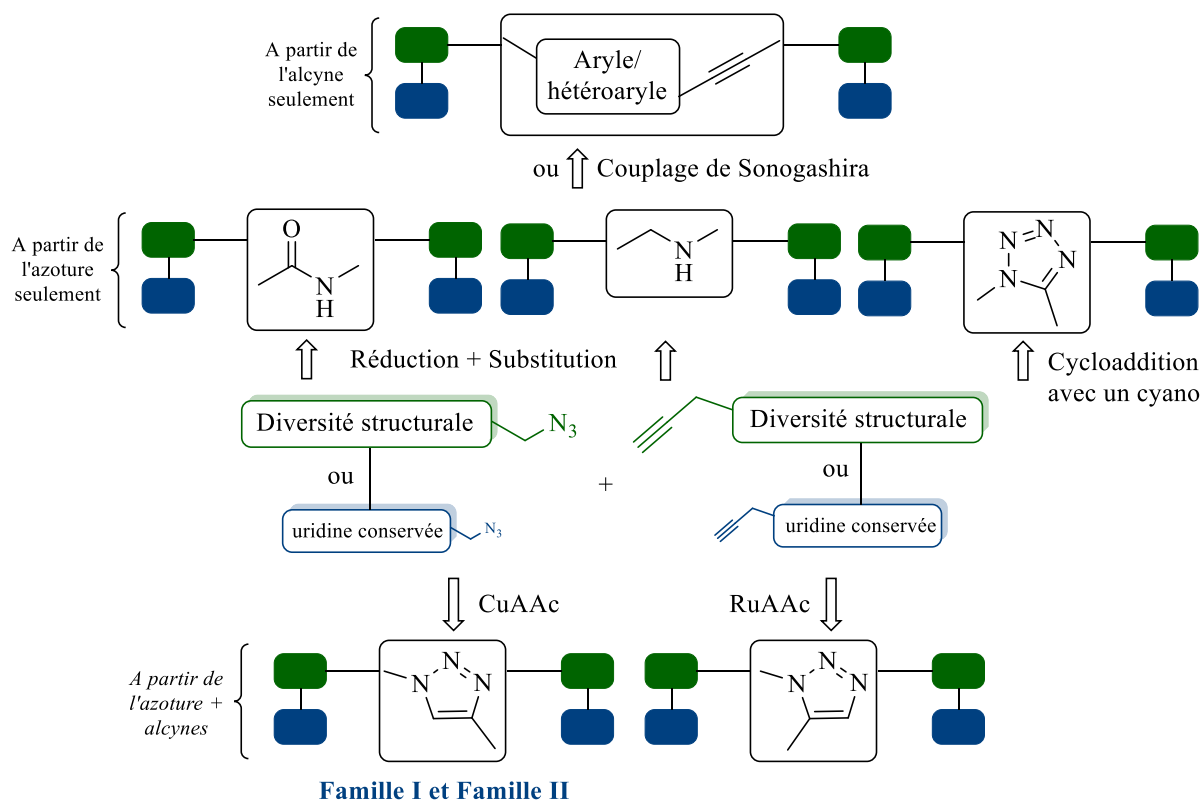 A partir de
l'alcyne
seulement
Aryle/
hétéroaryle
ou
Couplage de Sonogashira
A partir de
l'azoture
seulement
O
N
H
N
H
N
N
N
N
Réduction + Substitution
Cycloaddition
avec un cyano
Diversité structurale
N3
Diversité structurale
ou
ou
+
uridine conservée
N3
uridine conservée
CuAAc
RuAAc
A partir de
l'azoture +
alcynes
N
N
N
N
N
N
Famille I et Famille II